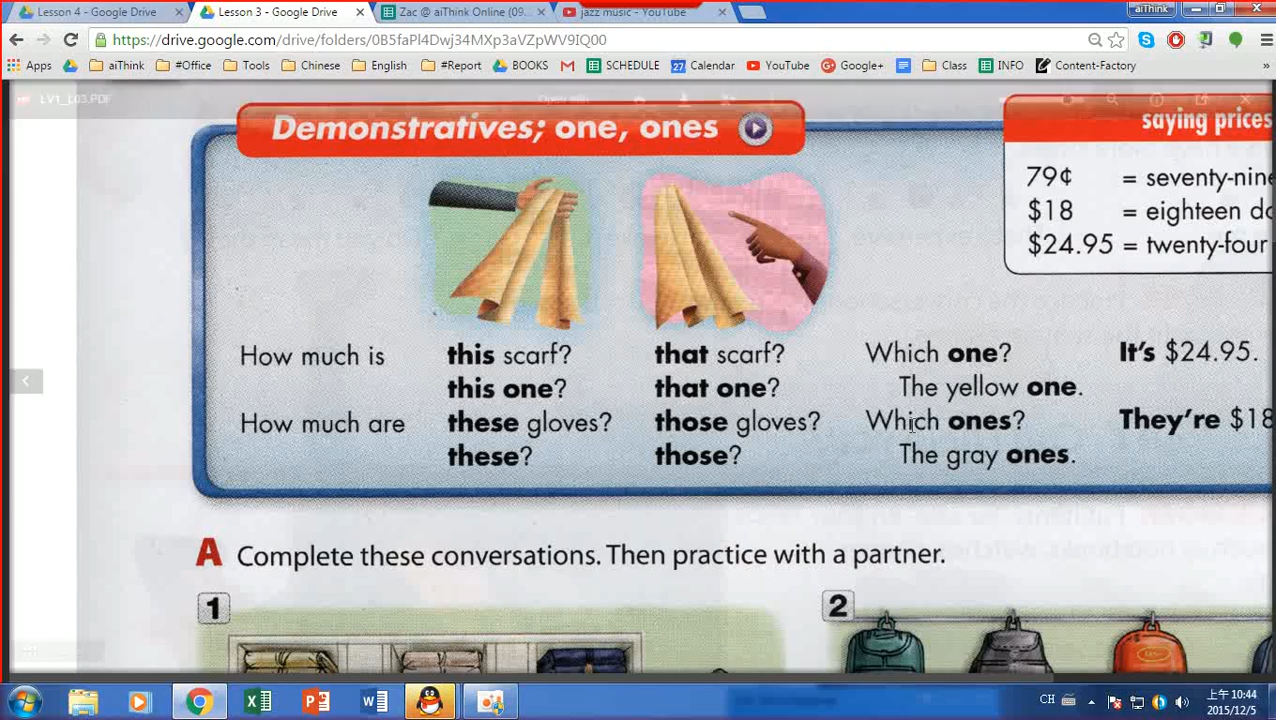 Lesson 4 - Google Drive
Lesson 3 - Google Drive
Zac @ aiThink Online (09.
jazz music - YouTube
aiThink
https://drive.google.com/drive/folders/0B5faPl4Dwj34MXp3aVZpWV9IQ00
Apps aiThink #Office Tools Chinese English #Report BOOKS SCHEDULE Calendar YouTube Google+ Class INFO Content-Factory
LV1_L03.PDF
Demonstratives; one, ones
saying prices
79¢ = seventy-nine
$18 = eighteen do
$24.95 = twenty-four
How much is this scarf? that scarf? Which one? It's $24.95.
this one? that one? The yellow one.
How much are these gloves? those gloves? Which ones? They're $18
these? those? The gray ones.
A Complete these conversations. Then practice with a partner.
1
2
CH
上午 10:44
2015/12/5